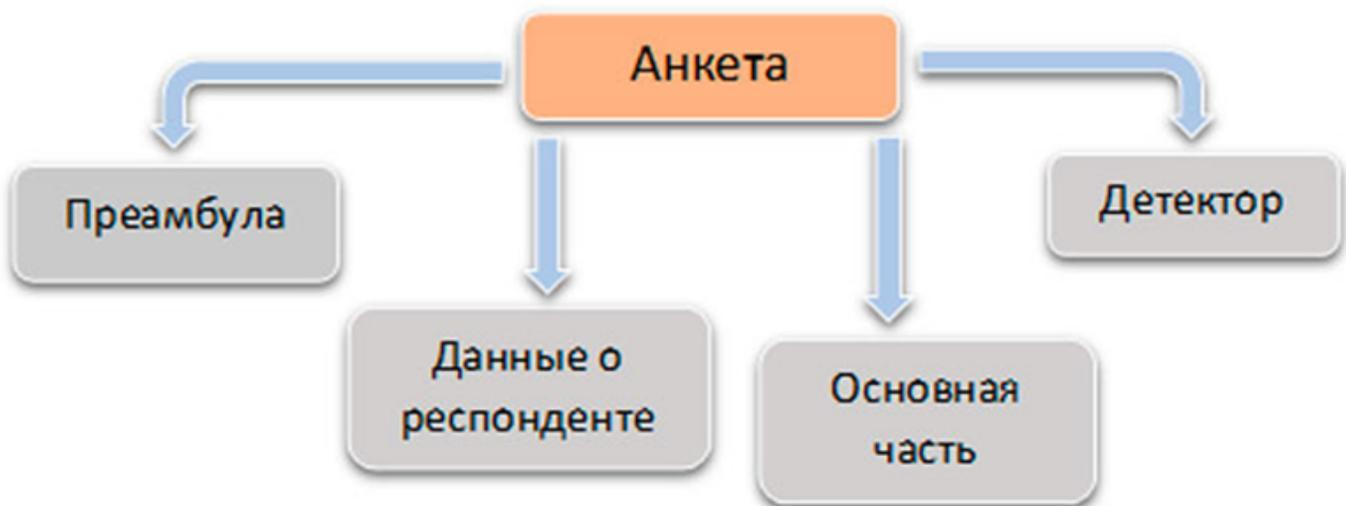 Анкета
Преамбула
Детектор
Данные о
респонденте
Основная
часть